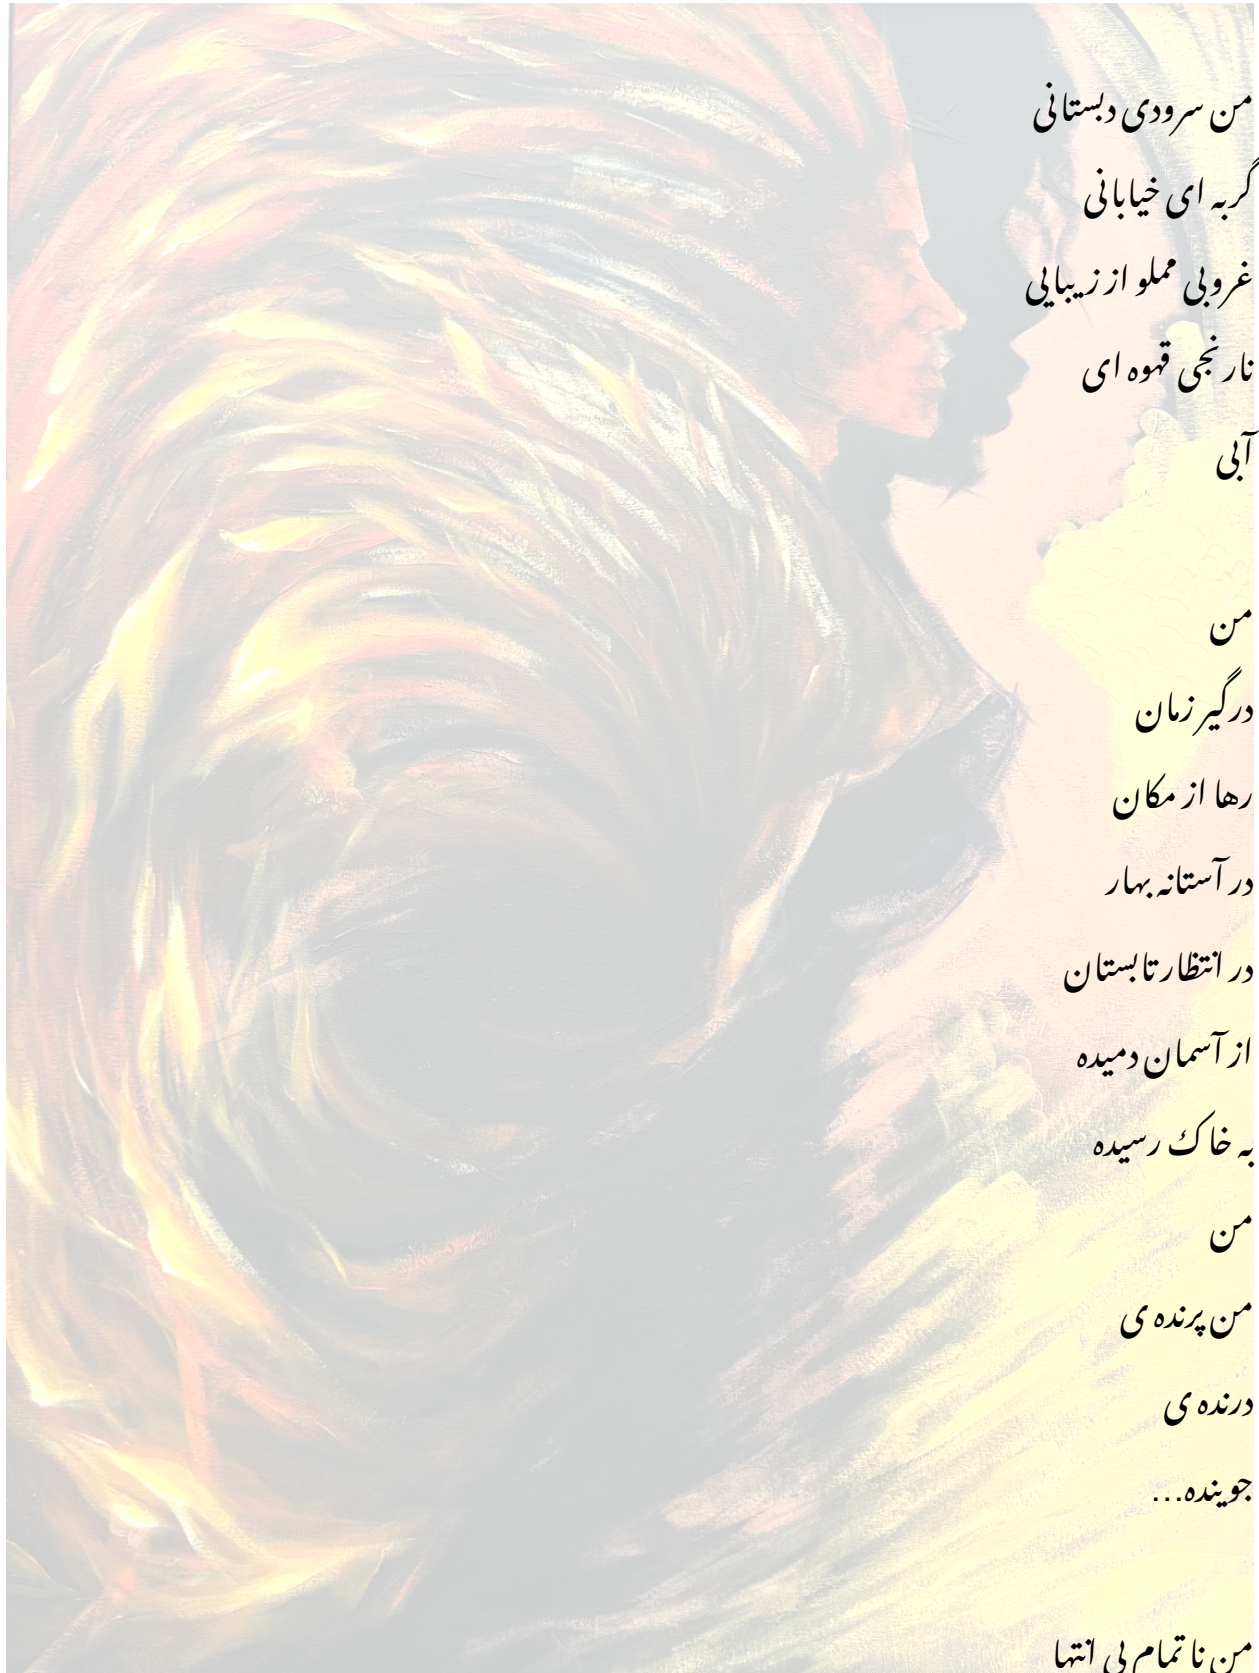 من سرودی دبستانی
گربه ای خیابانی
غروبی مملو از زیبایی
نارنجی قهوه ای
آبی
من
درگیر زمان
رها از مکان
در آستانه بهار
در انتظار تابستان
از آسمان دمیده
به خاک رسیده
من
من پرنده ی
درنده ی
جوینده...
من نا تمام بی انتها